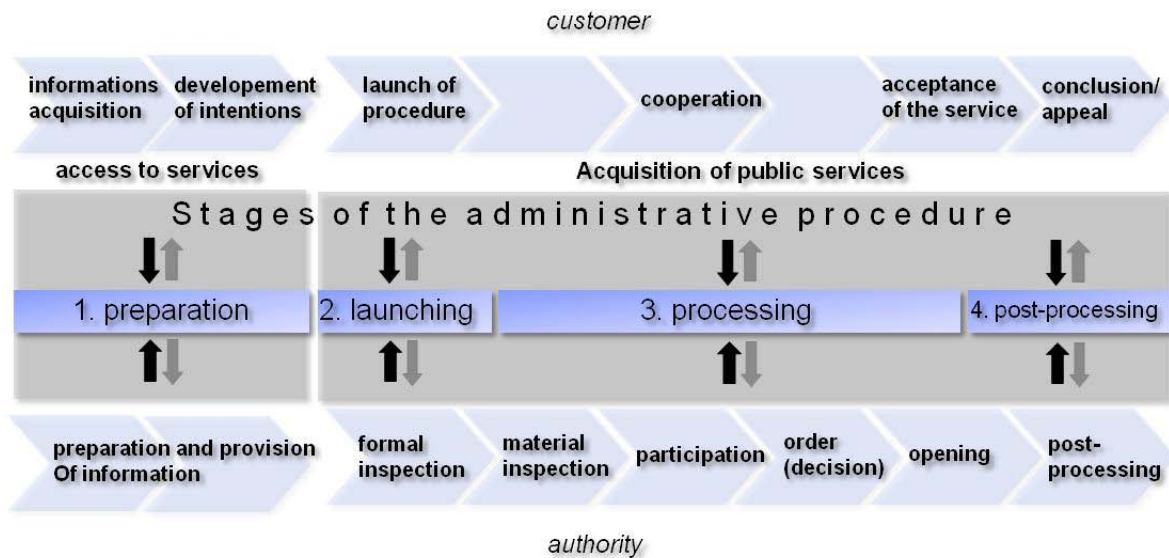 customer
informations
acquisition
developement
of intentions
launch of
procedure
cooperation
acceptance
of the service
conclusion/
appeal
access to services
Acquisition of public services
Stages of the administrative procedure
1. preparation
2. launching
3. processing
4. post-processing
preparation and provision
Of information
formal
inspection
material
inspection
participation
order
(decision)
opening
post-
processing
authority